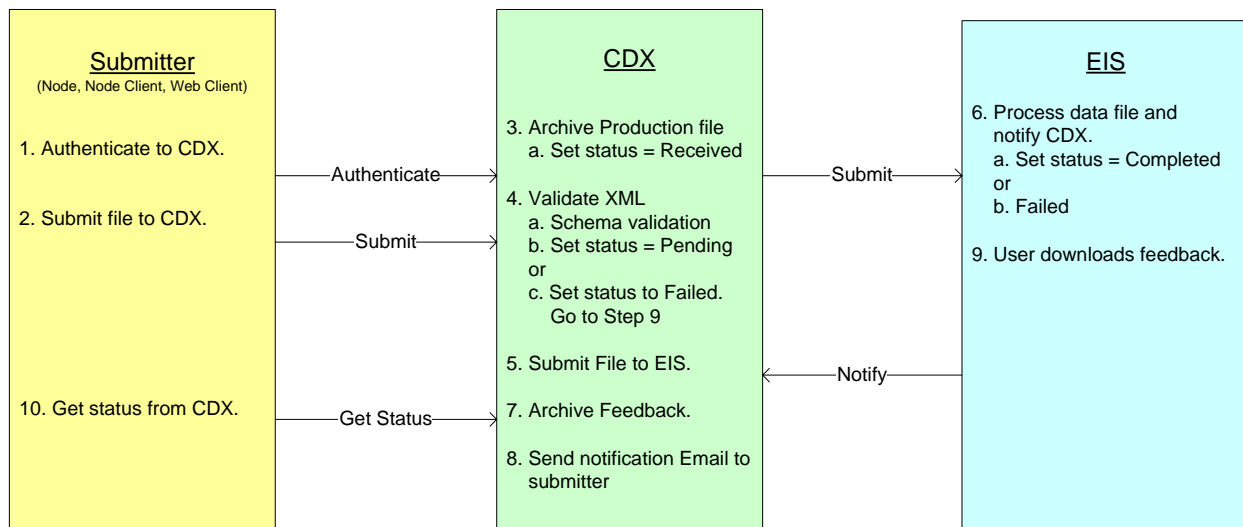 Submitter
(Node, Node Client, Web Client)
1. Authenticate to CDX.
2. Submit file to CDX.
10. Get status from CDX.
Authenticate
Submit
Get Status
CDX
3. Archive Production file
a. Set status = Received
4. Validate XML
a. Schema validation
b. Set status = Pending
or
c. Set status to Failed.
Go to Step 9
5. Submit File to EIS.
7. Archive Feedback.
8. Send notification Email to
submitter
Submit
Notify
EIS
6. Process data file and
notify CDX.
a. Set status = Completed
or
b. Failed
9. User downloads feedback.